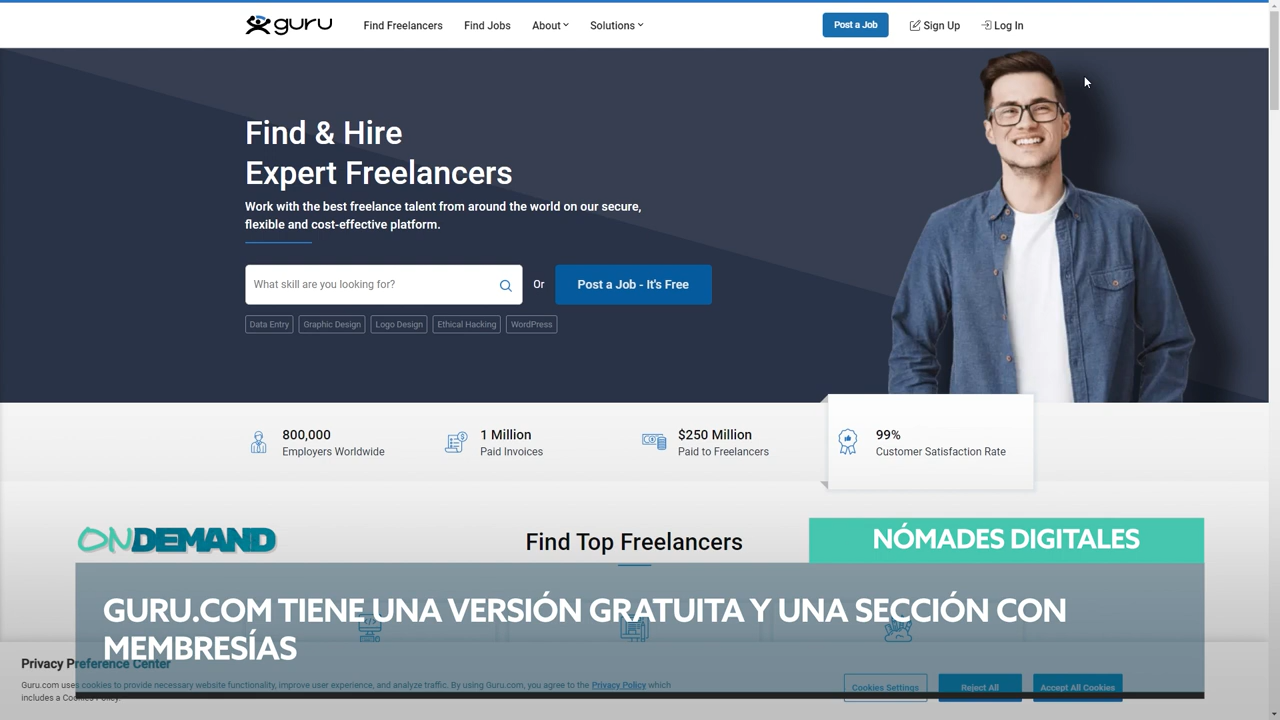 guru
Find Freelancers
Find Jobs
About
Solutions
Post a Job
Sign Up
Log In
Find & Hire
Expert Freelancers
Work with the best freelance talent from around the world on our secure,
flexible and cost-effective platform.
What skill are you looking for?
Or
Post a Job - It's Free
Data Entry
Graphic Design
Logo Design
Ethical Hacking
WordPress
800,000
Employers Worldwide
1 Million
Paid Invoices
$250 Million
Paid to Freelancers
99%
Customer Satisfaction Rate
ONDEMAND
Find Top Freelancers
NÓMADES DIGITALES
GURU.COM TIENE UNA VERSIÓN GRATUITA Y UNA SECCIÓN CON
MEMBRESÍAS
Privacy Preference Center
Guru.com uses cookies to provide necessary website functionality, improve user experience, and analyze traffic. By using Guru.com, you agree to the Privacy Policy which
includes a Cookies Policy.
Cookies Settings
Reject All
Accept All Cookies